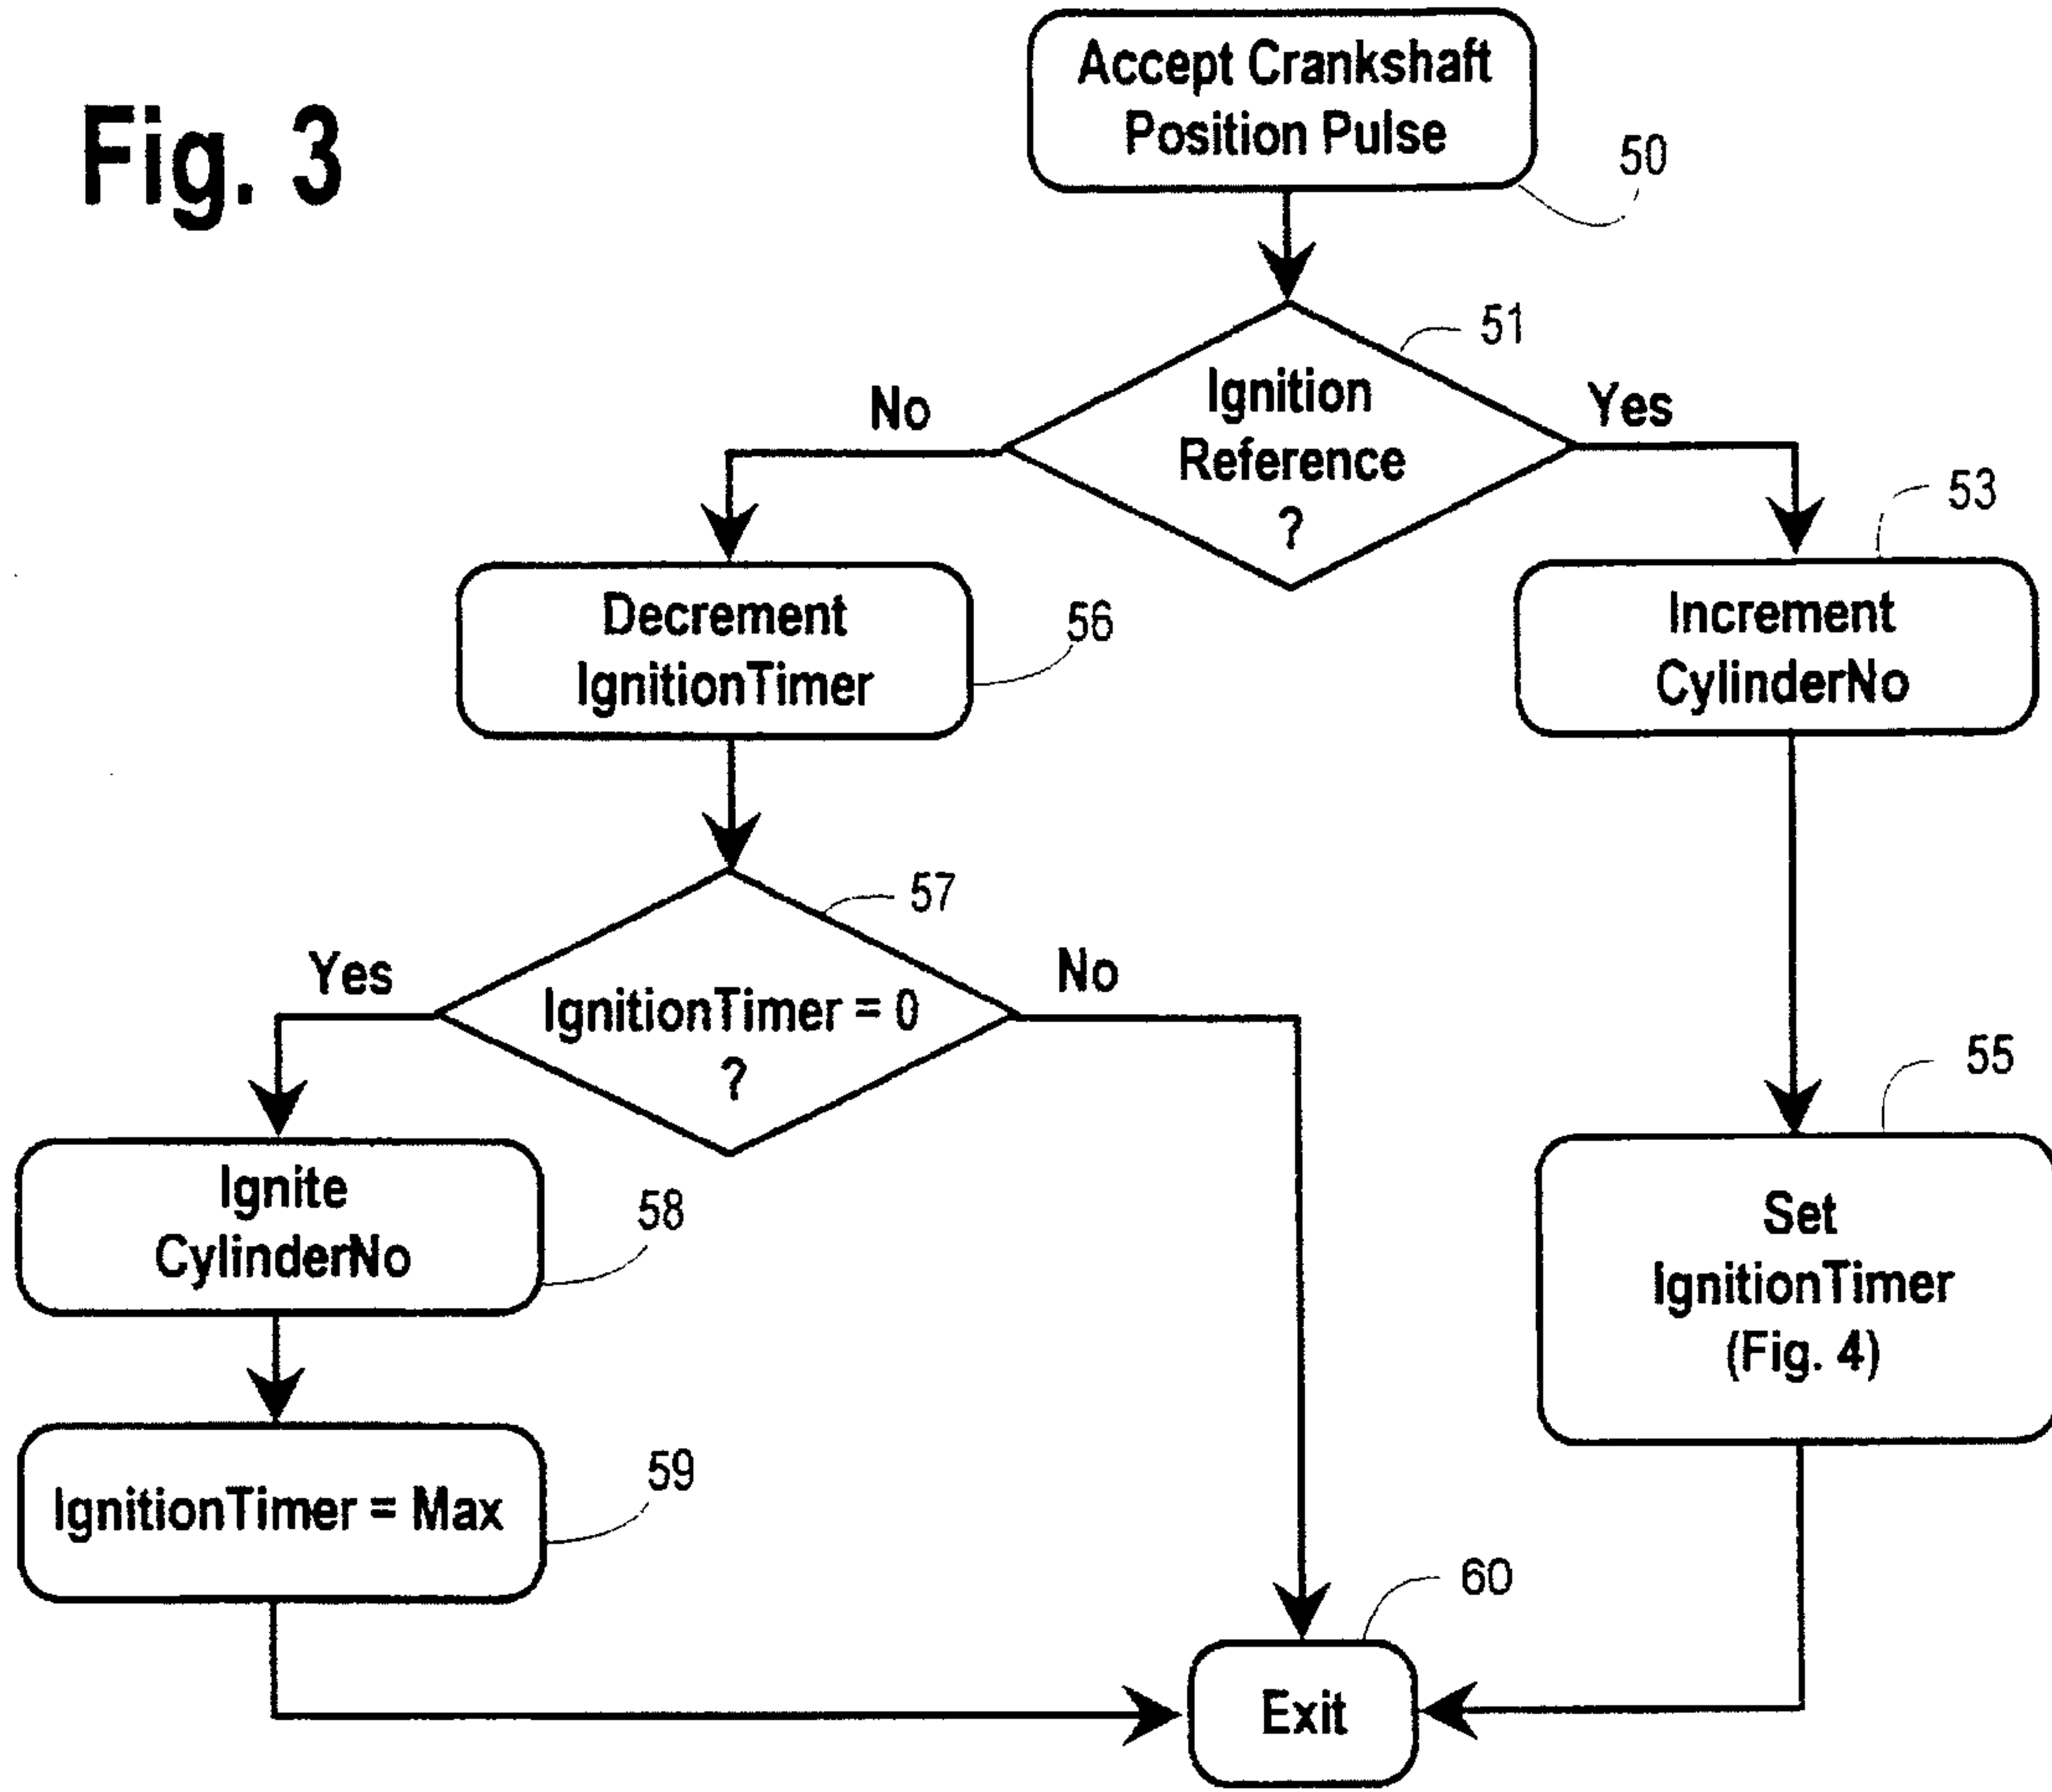 Fig. 3
Accept Crankshaft
Position Pulse
50
51
Ignition
Reference
?
No
Yes
53
Increment
CylinderNo
Decrement
IgnitionTimer
56
57
IgnitionTimer = 0
?
Yes
No
55
Set
IgnitionTimer
(Fig. 4)
Ignite
CylinderNo
58
IgnitionTimer = Max
59
60
Exit